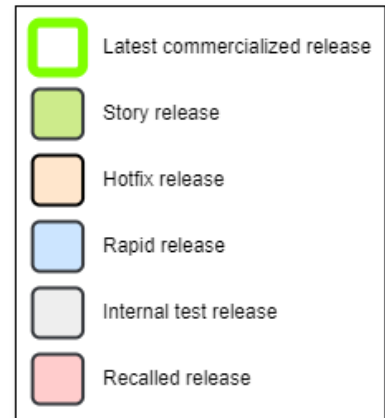 Latest commercialized release
Story release
Hotfix release
Rapid release
Internal test release
Recalled release